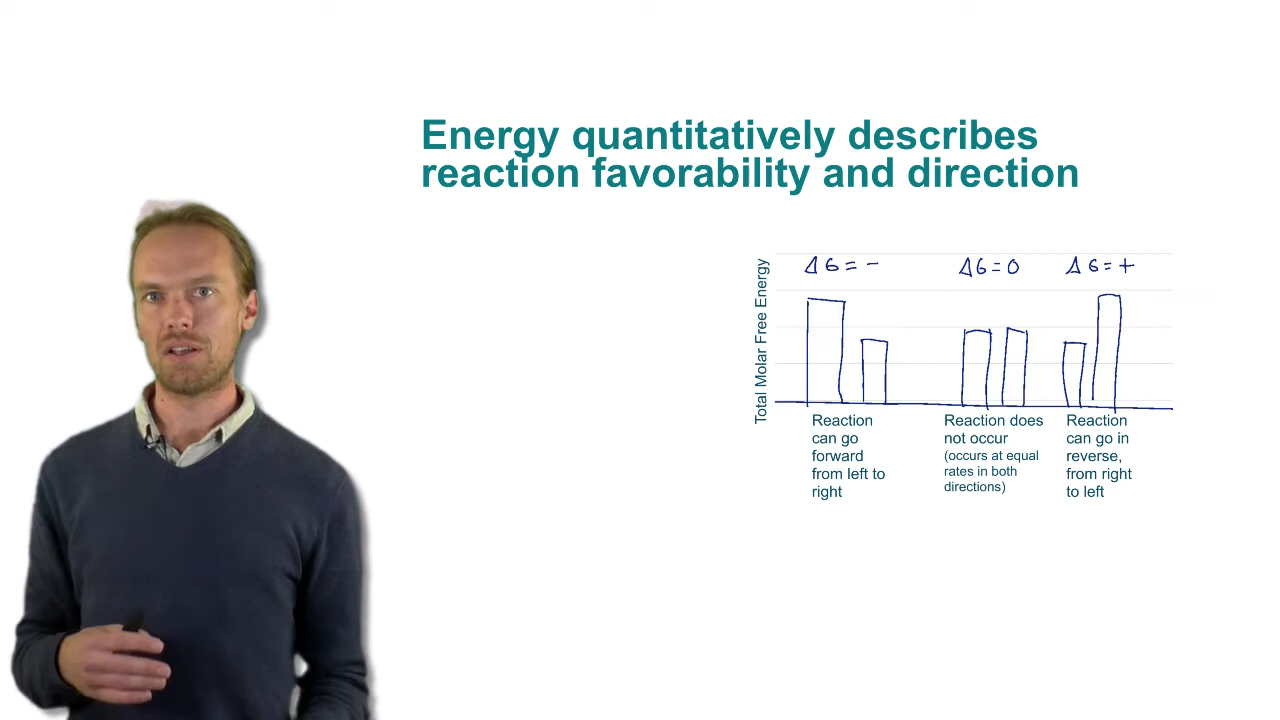 Energy quantitatively describes
reaction favorability and direction
Total Molar Free Energy
ΔG = -
ΔG = 0
ΔG = +
Reaction
can go
forward
from left to
right
Reaction does
not occur
(occurs at equal
rates in both
directions)
Reaction
can go in
reverse,
from right
to left